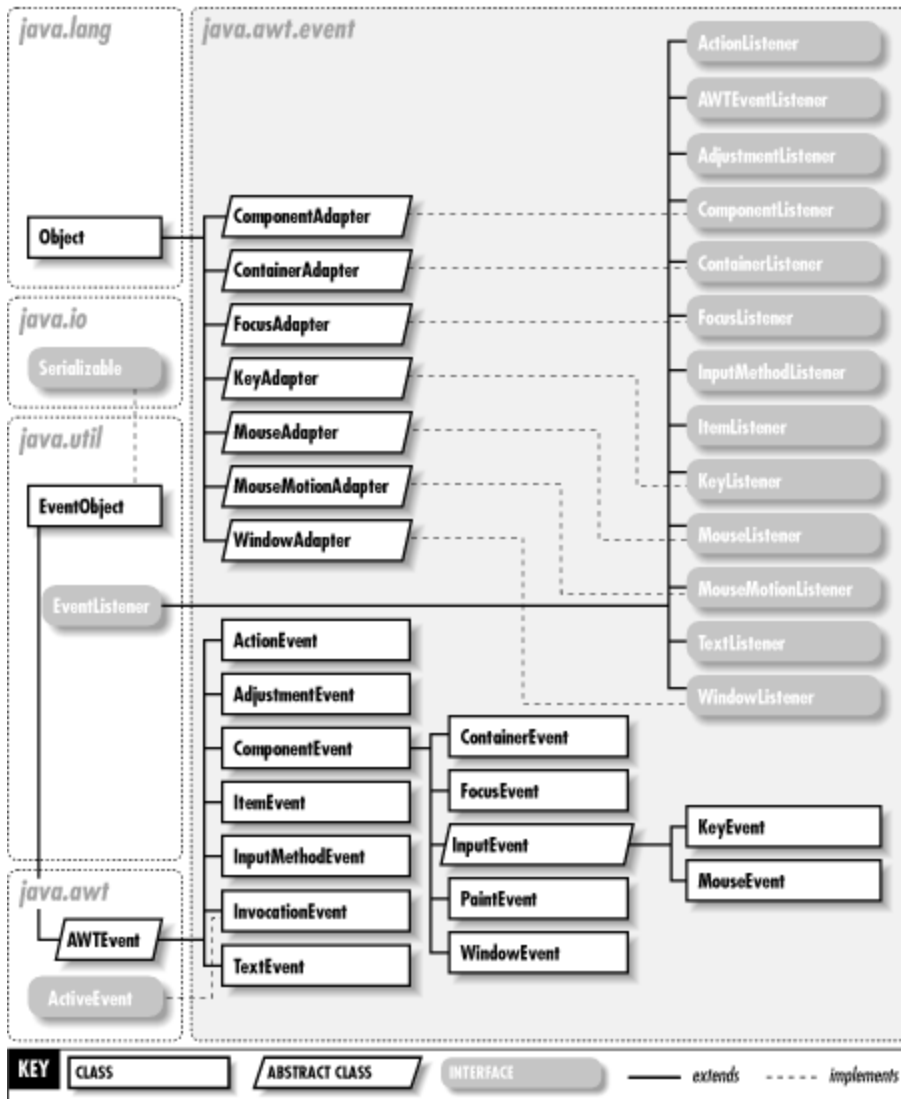 java.lang
Object
java.io
Serializable
java.util
EventObject
EventListener
java.awt
AWTEvent
ActiveEvent
java.awt.event
ComponentAdapter
ContainerAdapter
FocusAdapter
KeyAdapter
MouseAdapter
MouseMotionAdapter
WindowAdapter
ActionEvent
AdjustmentEvent
ComponentEvent
ItemEvent
InputMethodEvent
InvocationEvent
TextEvent
ContainerEvent
FocusEvent
InputEvent
PaintEvent
WindowEvent
KeyEvent
MouseEvent
ActionListener
AWTEventListener
AdjustmentListener
ComponentListener
ContainerListener
FocusListener
InputMethodListener
ItemListener
KeyListener
MouseListener
MouseMotionListener
TextListener
WindowListener
KEY
CLASS
ABSTRACT CLASS
INTERFACE
extends
implements